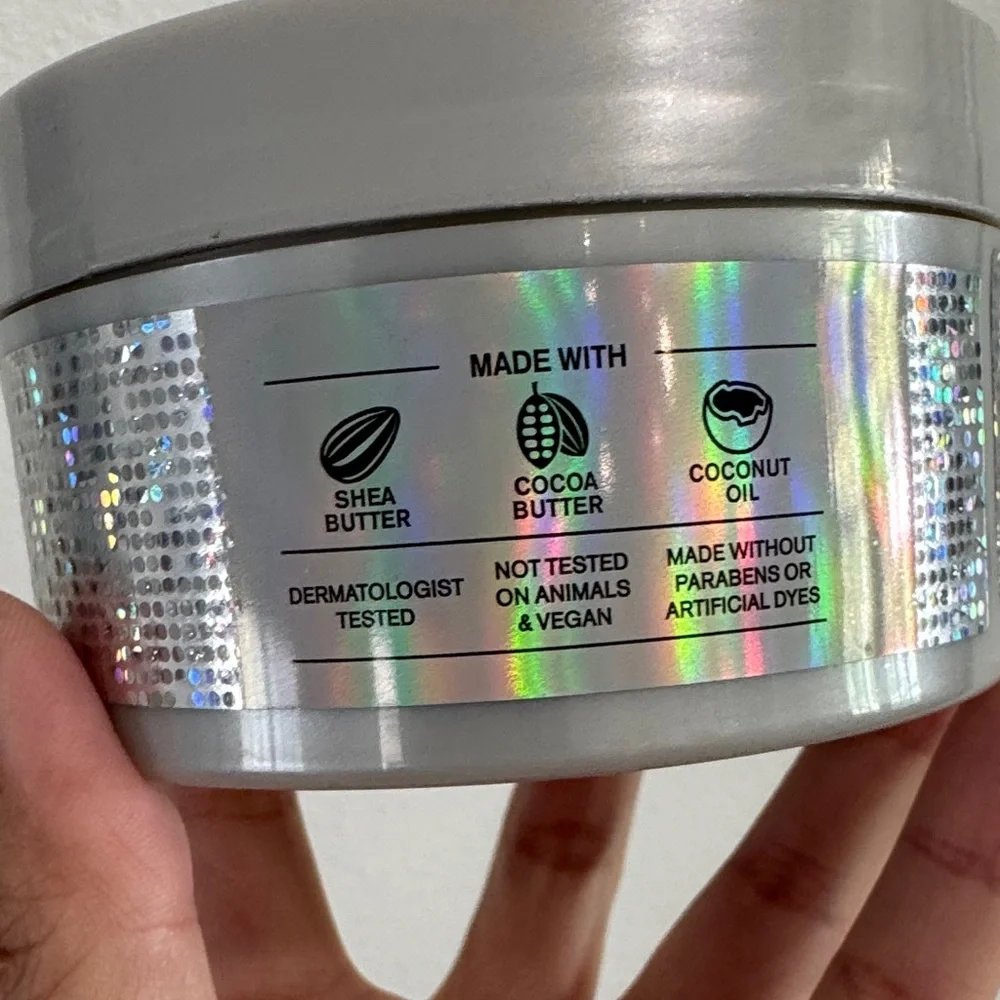 MADE WITH
SHEA
BUTTER
COCOA
BUTTER
COCONUT
OIL
DERMATOLOGIST
TESTED
NOT TESTED
ON ANIMALS
& VEGAN
MADE WITHOUT
PARABENS OR
ARTIFICIAL DYES